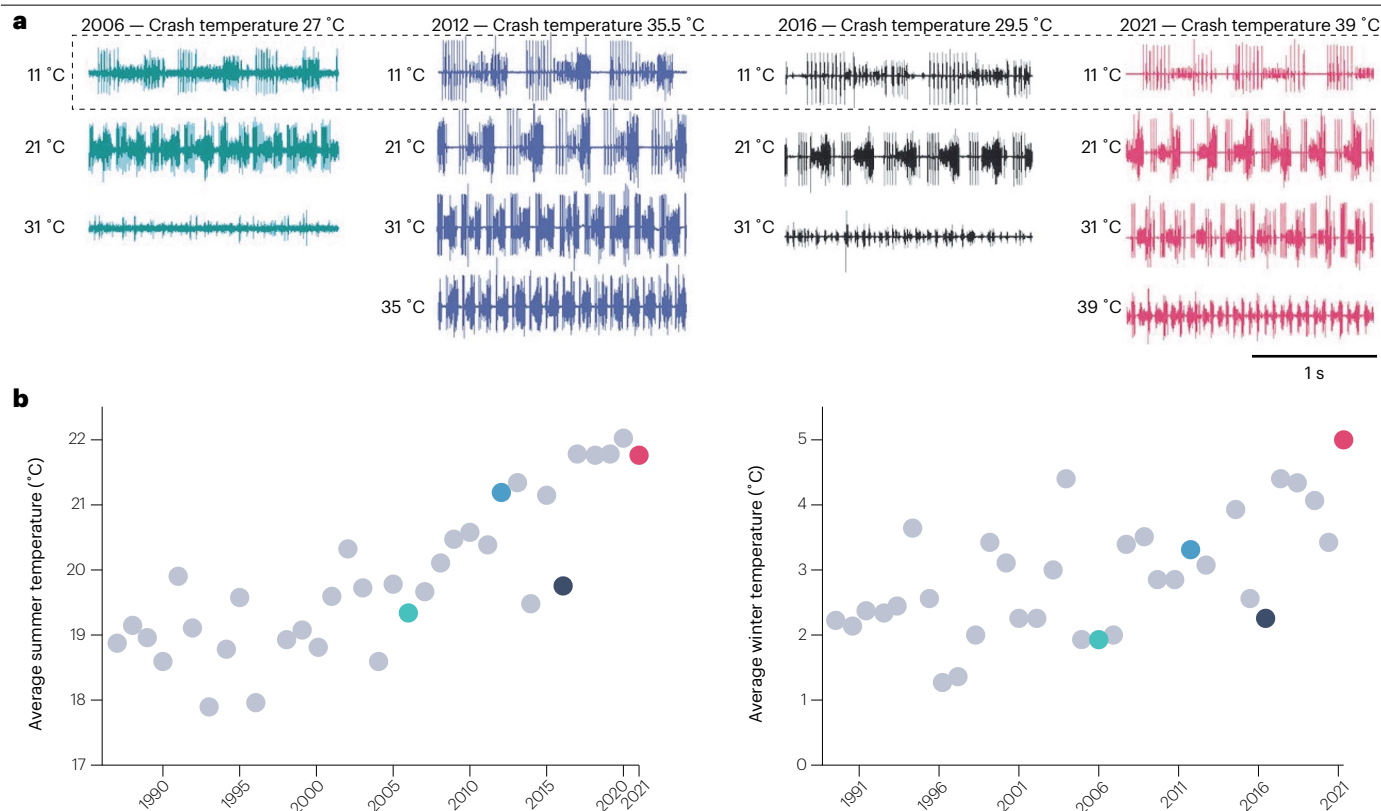 a
2006 — Crash temperature 27 ˚C
2012 — Crash temperature 35.5 ˚C
2016 — Crash temperature 29.5 ˚C
2021 — Crash temperature 39 ˚C
11 ˚C
11 ˚C
11 ˚C
11 ˚C
21 ˚C
21 ˚C
21 ˚C
21 ˚C
31 ˚C
31 ˚C
31 ˚C
31 ˚C
35 ˚C
39 ˚C
1 s
b
Average summer temperature (˚C)
22
21
20
19
18
17
1990
1995
2000
2005
2010
2015
2020
2021
Average winter temperature (˚C)
5
4
3
2
1
0
1991
1996
2001
2006
2011
2016
2021